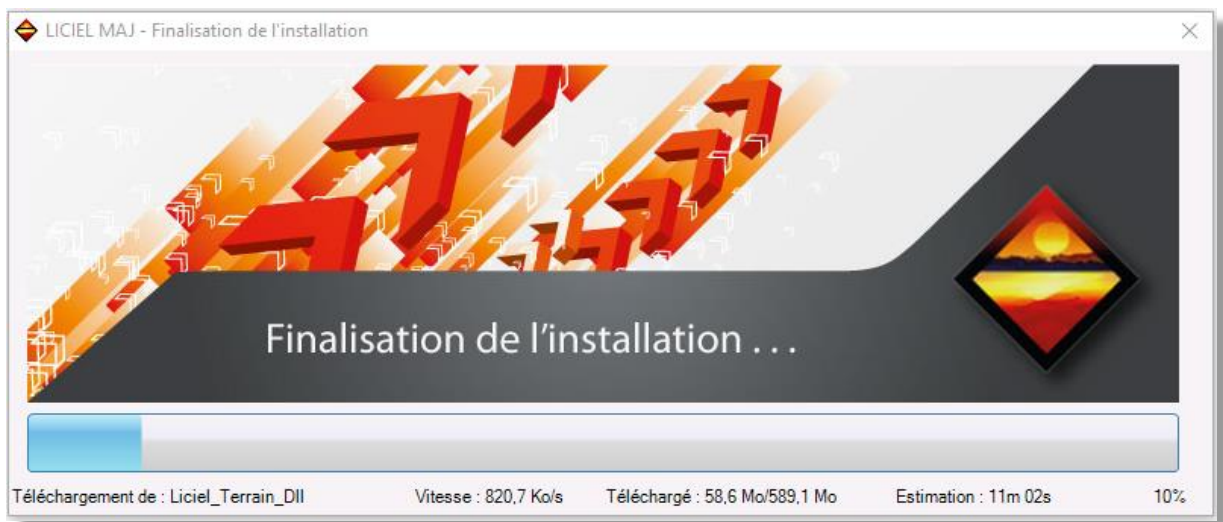 LICIEL MAJ - Finalisation de l'installation
Finalisation de l’installation . . .
Téléchargement de : Liciel_Terrain_Dll Vitesse : 820,7 Ko/s Téléchargé : 58,6 Mo/589,1 Mo Estimation : 11m 02s 10%